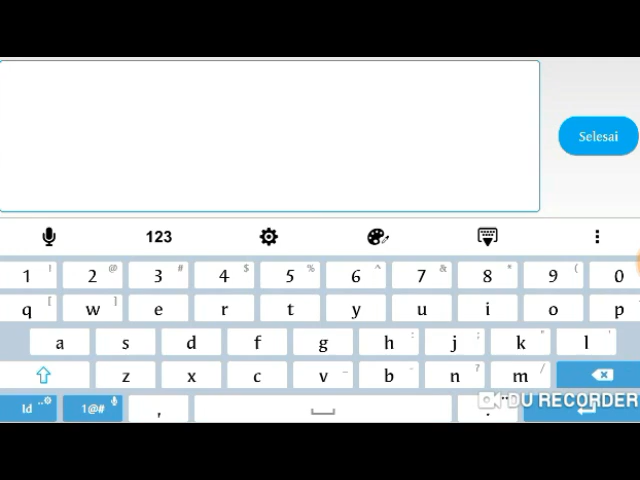 Selesai
123
1 ! 2 @ 3 # 4 $ 5 % 6 ^ 7 & 8 * 9 ( 0
q [ w ] e r t y u i o p
a s d f g h : j ; k " l '
z x c v _ b - n ? m /
Id 1@# ,
DU RECORDER